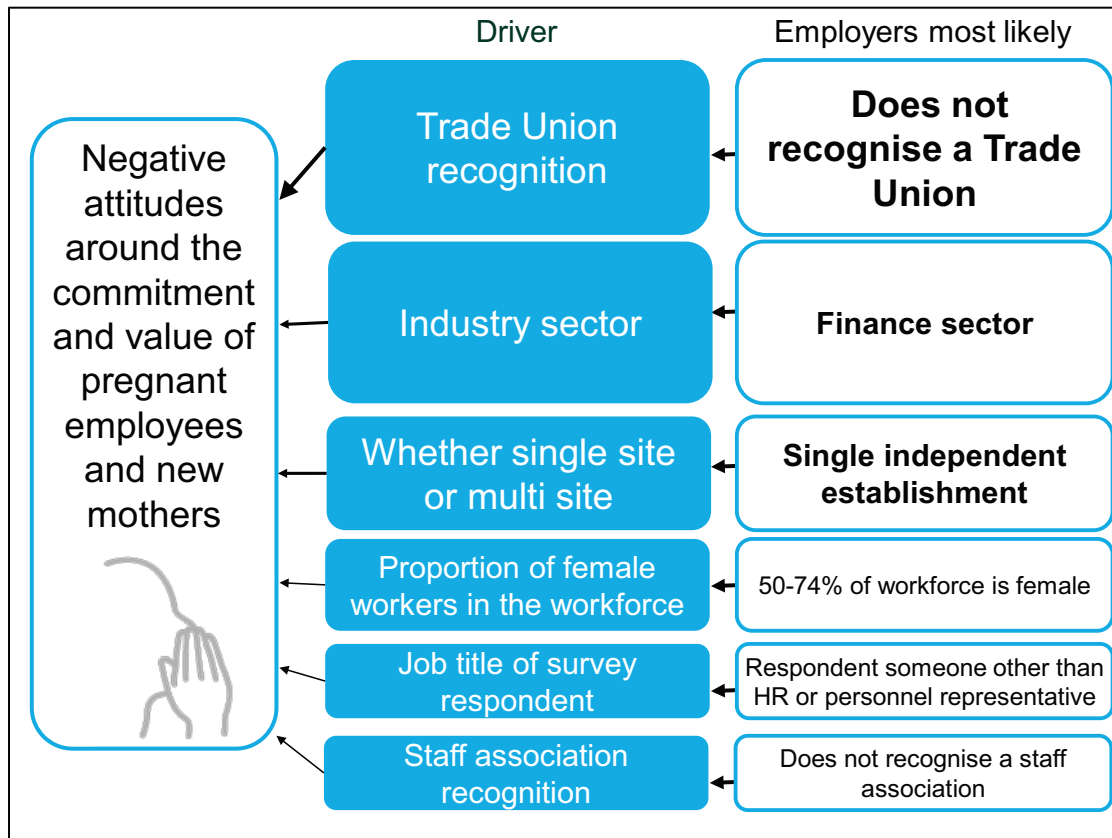 Driver
Employers most likely
Negative
attitudes
around the
commitment
and value of
pregnant
employees
and new
mothers
Trade Union
recognition
Does not
recognise a Trade
Union
Industry sector
Finance sector
Whether single site
or multi site
Single independent
establishment
Proportion of female
workers in the workforce
50-74% of workforce is female
Job title of survey
respondent
Respondent someone other than
HR or personnel representative
Staff association
recognition
Does not recognise a staff
association